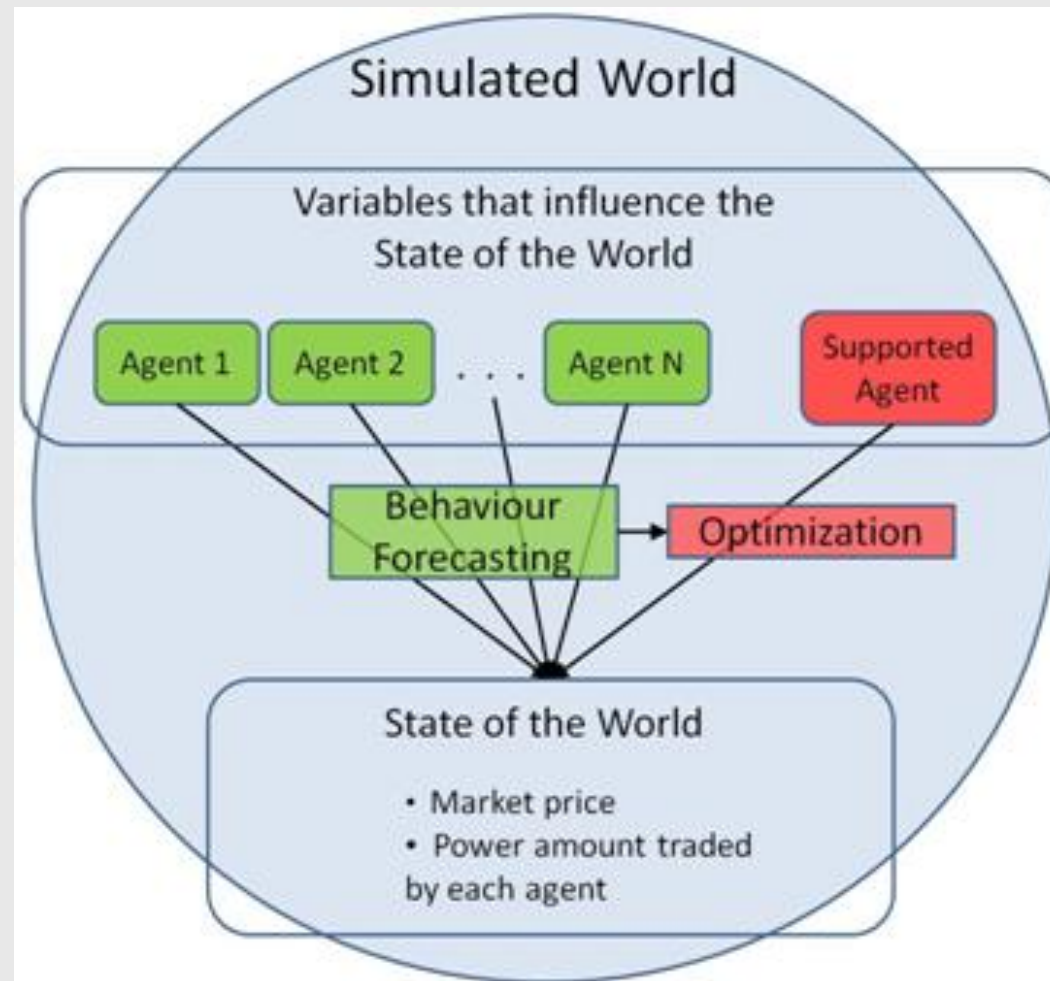 Simulated World
Variables that influence the
State of the World
Agent 1
Agent 2
. . .
Agent N
Supported
Agent
Behaviour
Forecasting
Optimization
State of the World
• Market price
• Power amount traded
by each agent